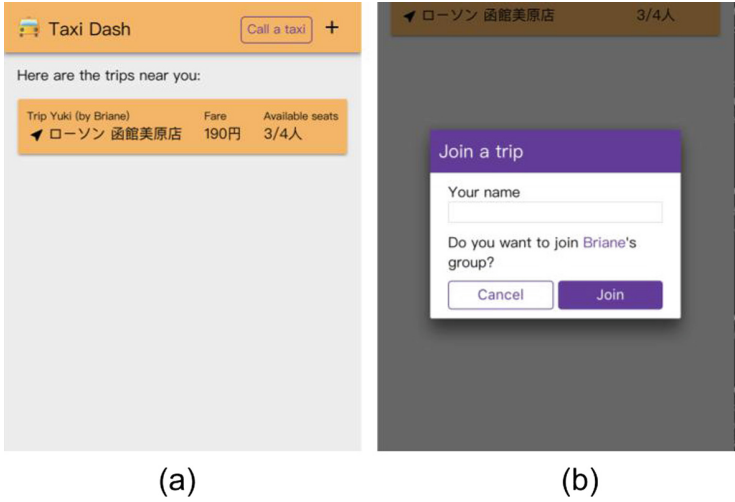 Taxi Dash
Call a taxi
+
Here are the trips near you:
Trip Yuki (by Briane) Fare Available seats
ローソン 函館美原店 190円 3/4人
(a)
ローソン 函館美原店 3/4人
Join a trip
Your name
Do you want to join Briane's
group?
Cancel Join
(b)